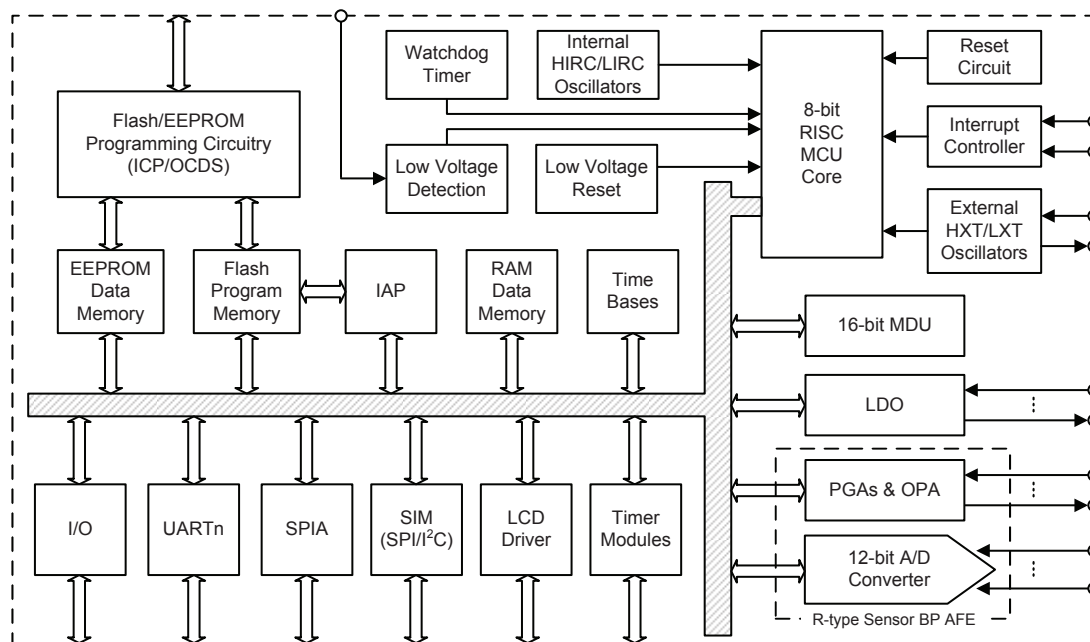 Flash/EEPROM
Programming Circuitry
(ICP/OCDS)
Watchdog
Timer
Internal
HIRC/LIRC
Oscillators
8-bit
RISC
MCU
Core
Reset
Circuit
Low Voltage
Detection
Low Voltage
Reset
Interrupt
Controller
External
HXT/LXT
Oscillators
EEPROM
Data
Memory
Flash
Program
Memory
IAP
RAM
Data
Memory
Time
Bases
16-bit MDU
LDO
PGAs & OPA
12-bit A/D
Converter
R-type Sensor BP AFE
I/O
UARTn
SPIA
SIM
(SPI/I²C)
LCD
Driver
Timer
Modules